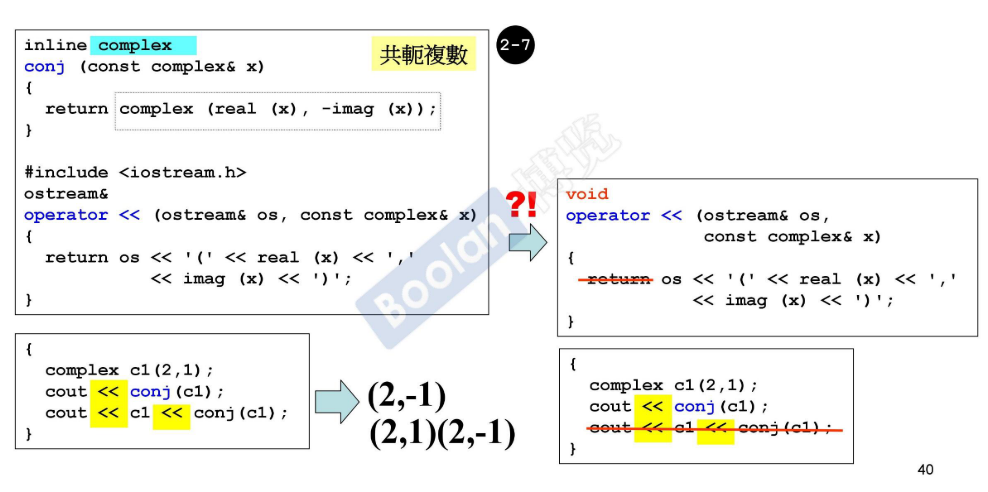 inline complex
conj (const complex& x)
{
  return complex (real (x), -imag (x));
}
共軛複數
2-7
#include <iostream.h>
ostream&
operator << (ostream& os, const complex& x)
{
  return os << '(' << real (x) << ','
            << imag (x) << ')';
}
?!
void
operator << (ostream& os,
             const complex& x)
{
  return os << '(' << real (x) << ','
            << imag (x) << ')';
}
{
  complex c1(2,1);
  cout << conj(c1);
  cout << c1 << conj(c1);
}
(2,-1)
(2,1)(2,-1)
{
  complex c1(2,1);
  cout << conj(c1);
  cout << c1 << conj(c1);
}
Boolan 博览
40